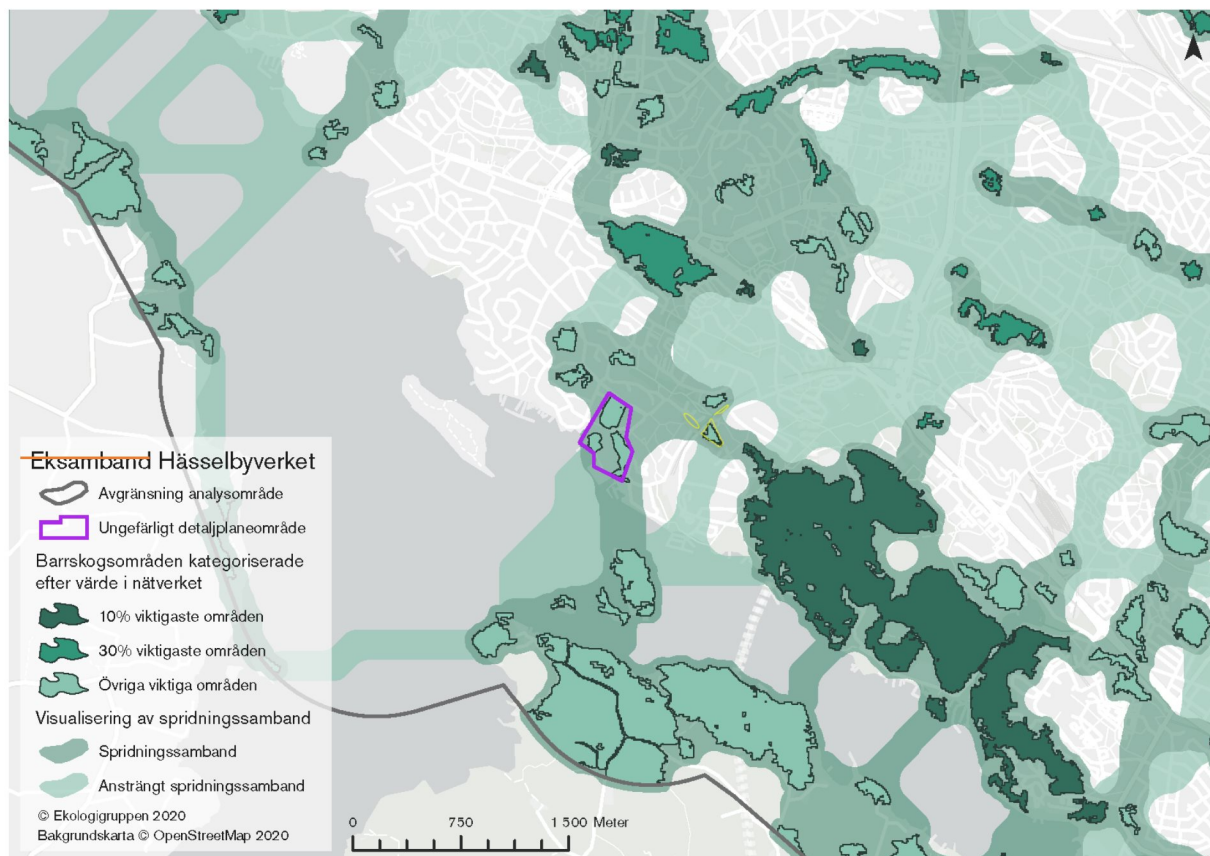 Eksamband Hässelbyverket
Avgränsning analysområde
Ungefärligt detaljplaneområde
Barrskogsområden kategoriserade
efter värde i nätverket
10% viktigaste områden
30% viktigaste områden
Övriga viktiga områden
Visualisering av spridningssamband
Spridningssamband
Ansträngt spridningssamband
© Ekologigruppen 2020
Bakgrundskarta © OpenStreetMap 2020
0 750 1 500 Meter